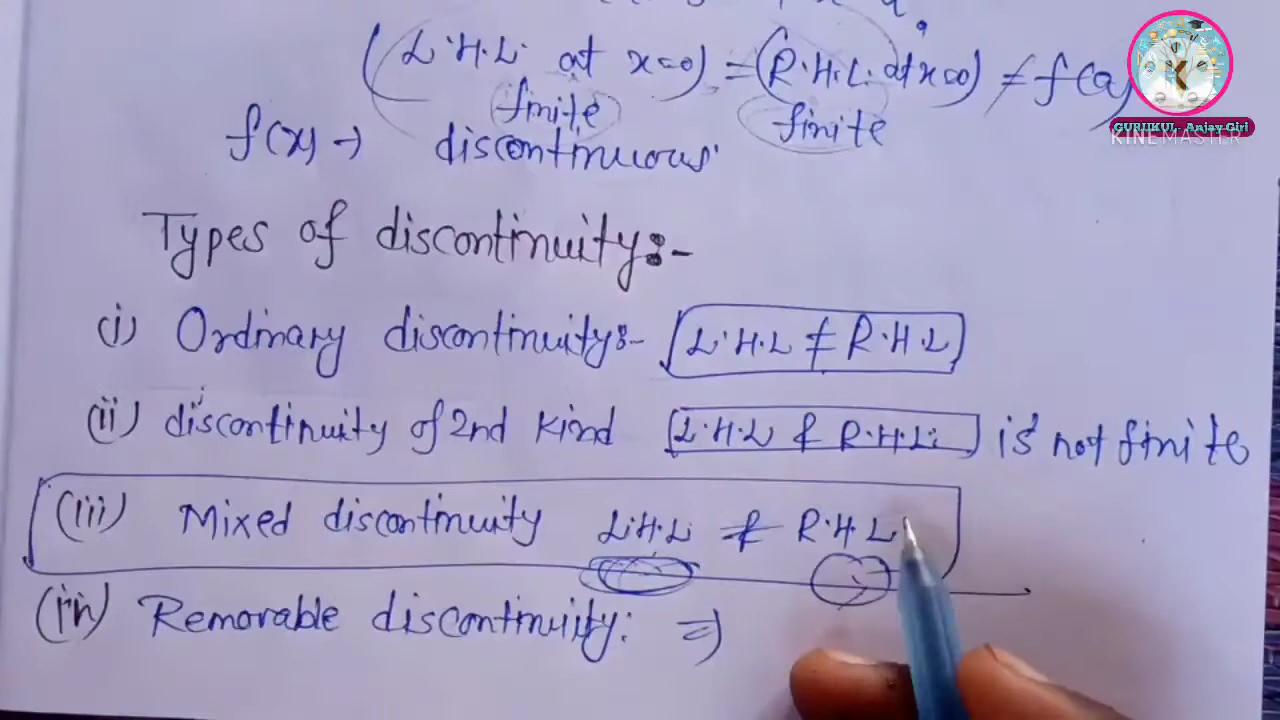 (L.H.L. at x=0) = (R.H.L. at x=0) ≠ f(a)
finite finite
f(x) → discontinuous
Types of discontinuity:-
(i) Ordinary discontinuity:- L.H.L ≠ R.H.L
(ii) discontinuity of 2nd kind L.H.L & R.H.L. is not finite
(iii) Mixed discontinuity L.H.L ≠ R.H.L
(iv) Removable discontinuity: ⇒
GURUKUL- Anjay Giri
KINEMASTER